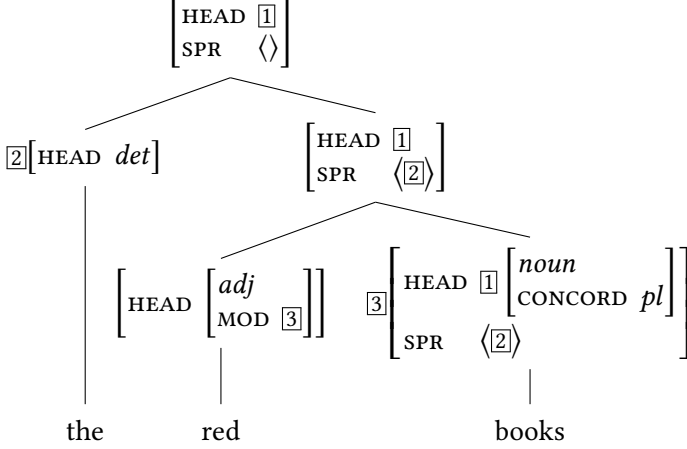 HEAD 1
SPR ⟨⟩
2[HEAD det]
HEAD 1
SPR ⟨2⟩
HEAD adj
MOD 3
3 HEAD 1 noun
CONCORD pl
SPR ⟨2⟩
the red books